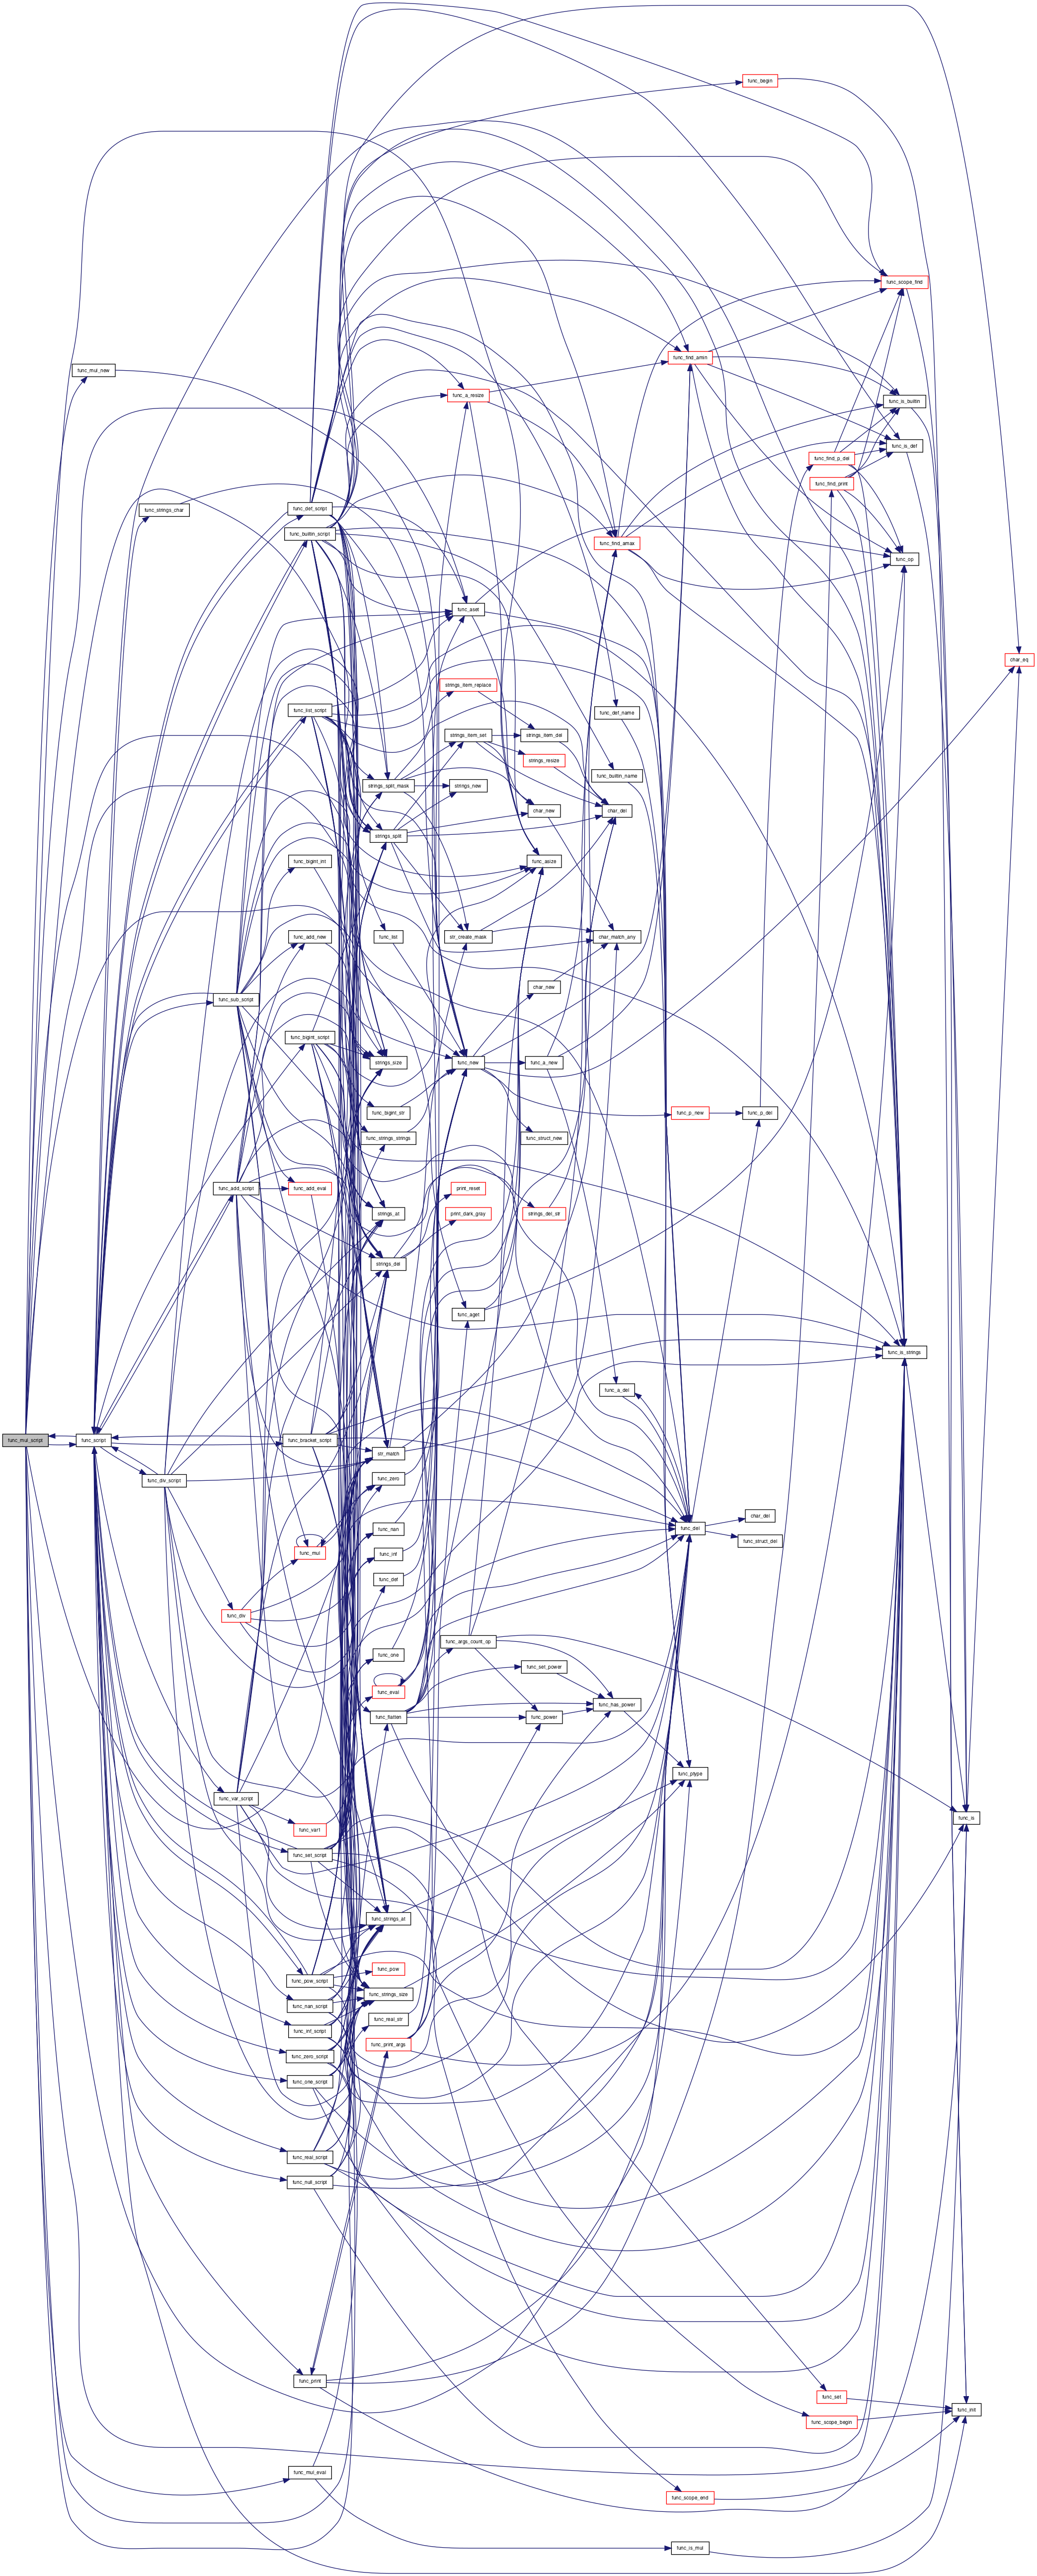 func_begin
func_scope_find
func_find_amin
func_mul_new
func_a_resize
func_is_builtin
func_is_def
func_find_p_del
func_find_print
func_strings_char
func_def_script
func_builtin_script
func_find_amax
func_op
func_aset
char_eq
strings_item_replace
func_list_script
func_def_name
strings_item_set
strings_item_del
strings_resize
func_builtin_name
strings_split_mask
strings_new
char_new
char_del
strings_split
func_bigint_int
func_asize
func_add_new
func_list
str_create_mask
char_match_any
char_new
func_sub_script
func_bigint_script
strings_size
func_new
func_a_new
func_bigint_str
func_p_new
func_p_del
func_strings_strings
func_struct_new
func_add_script
func_add_eval
print_reset
strings_at
print_dark_gray
strings_del_str
strings_del
func_aget
func_is_strings
func_a_del
func_mul_script
func_script
func_bracket_script
str_match
func_div_script
func_zero
char_del
func_nan
func_del
func_struct_del
func_mul
func_inf
func_def
func_div
func_one
func_args_count_op
func_set_power
func_eval
func_has_power
func_flatten
func_power
func_ptype
func_var_script
func_is
func_var1
func_set_script
func_strings_at
func_pow
func_pow_script
func_strings_size
func_nan_script
func_real_str
func_inf_script
func_print_args
func_zero_script
func_one_script
func_real_script
func_null_script
func_print
func_set
func_init
func_scope_begin
func_mul_eval
func_scope_end
func_is_mul